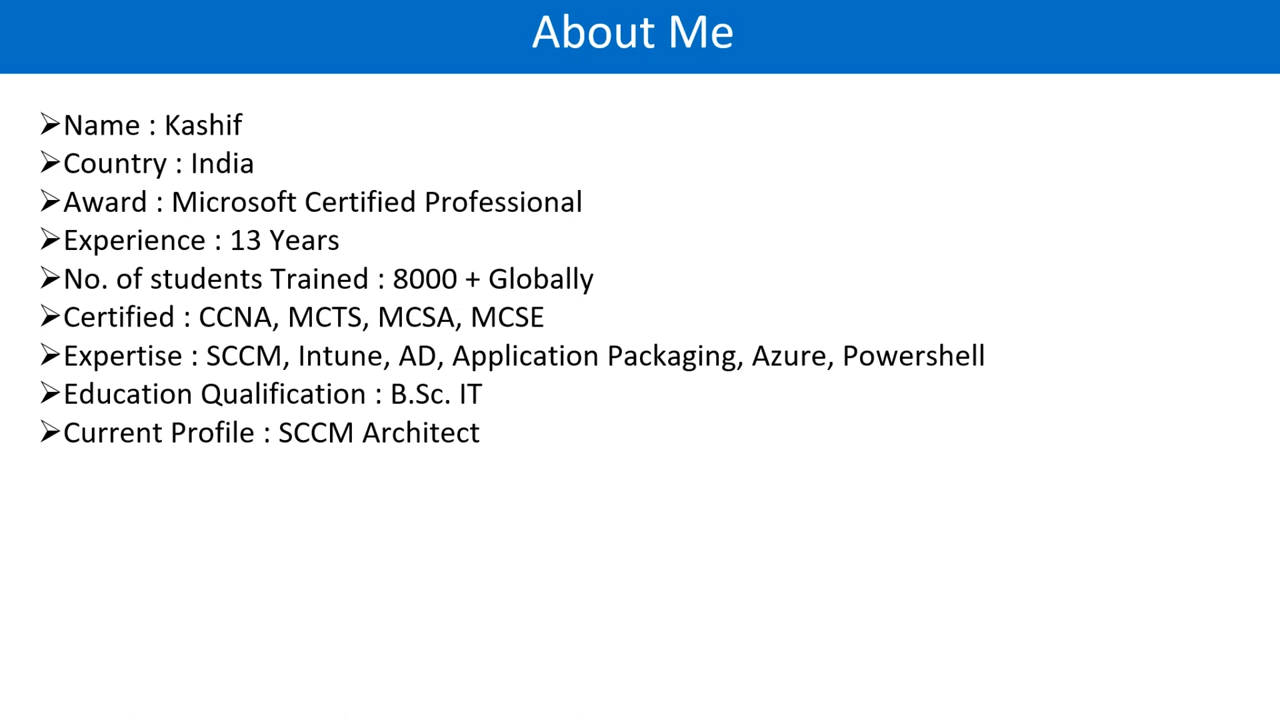 About Me
➢Name : Kashif
➢Country : India
➢Award : Microsoft Certified Professional
➢Experience : 13 Years
➢No. of students Trained : 8000 + Globally
➢Certified : CCNA, MCTS, MCSA, MCSE
➢Expertise : SCCM, Intune, AD, Application Packaging, Azure, Powershell
➢Education Qualification : B.Sc. IT
➢Current Profile : SCCM Architect